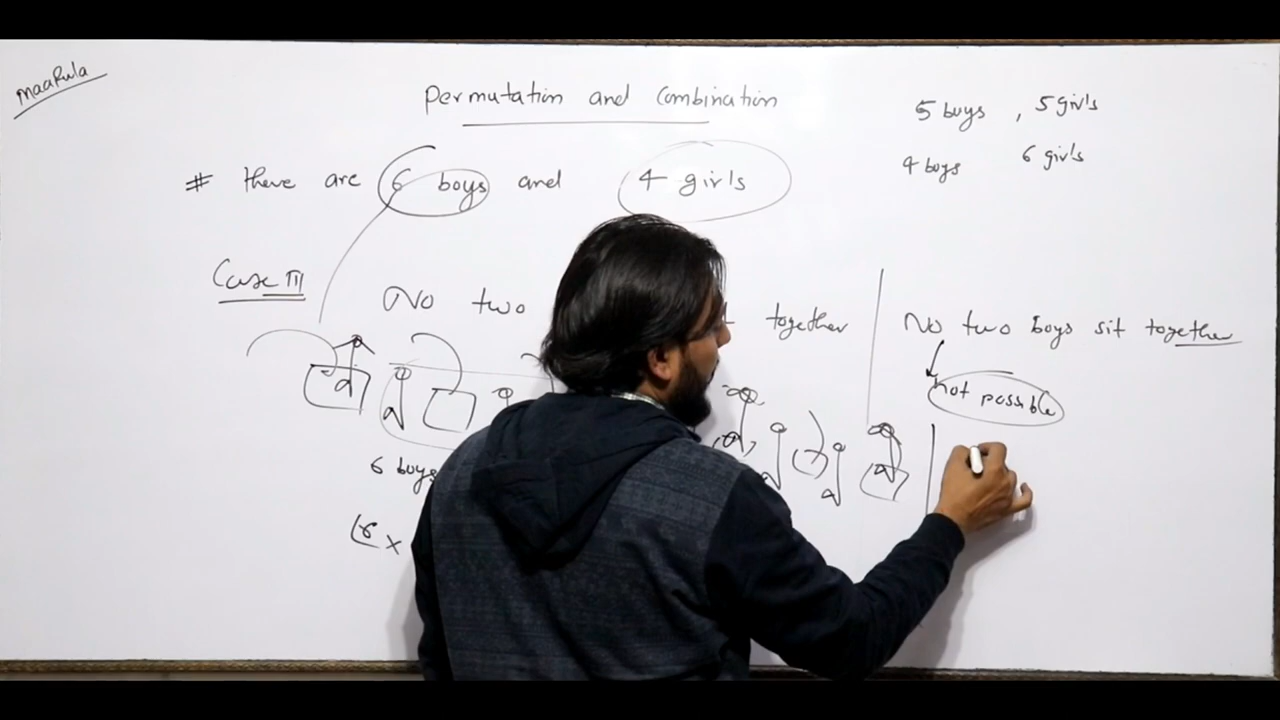 maaRula
Permutation and Combination
5 boys , 5 girls
4 boys 6 girls
# there are 6 boys and 4 girls
Case III
No two together
No two boys sit together
not possible
6 boys